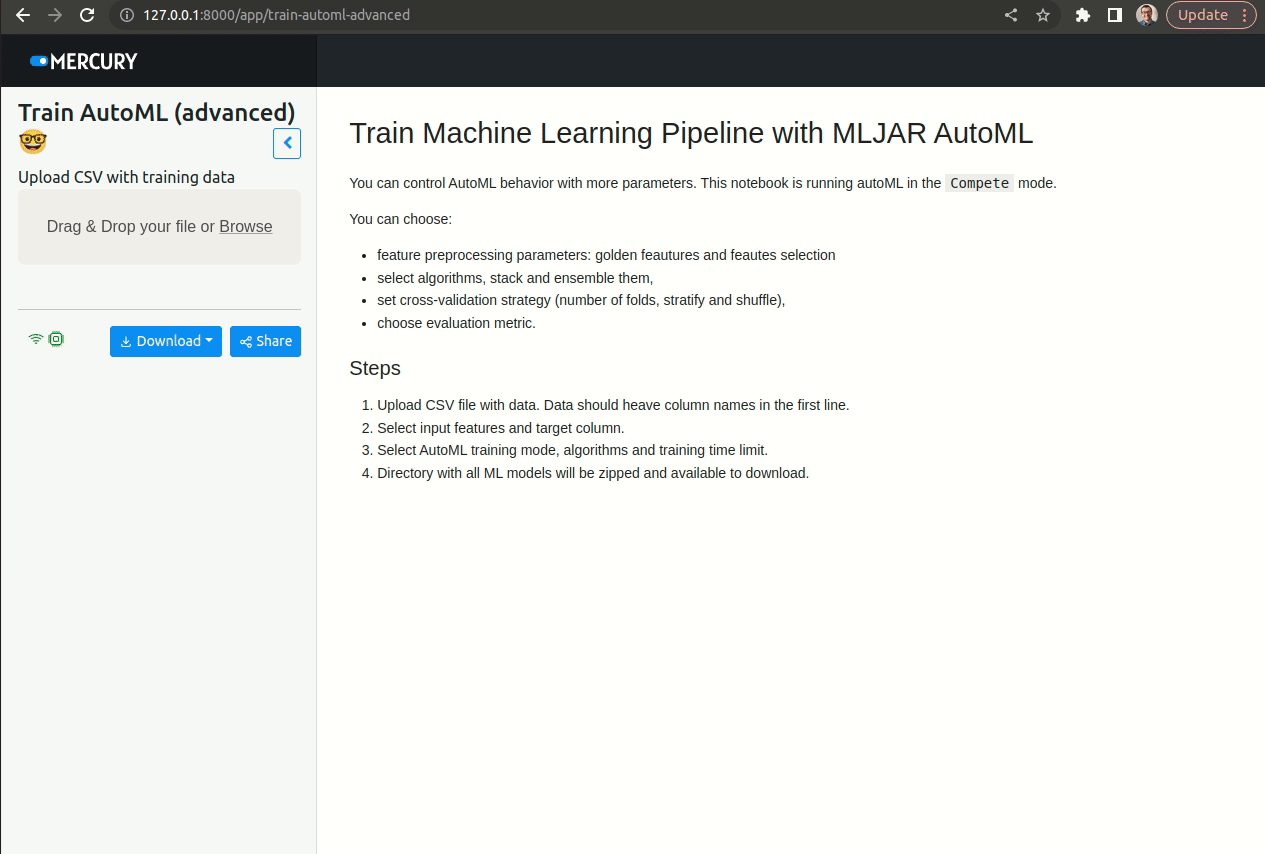 127.0.0.1:8000/app/train-automl-advanced
Update
MERCURY
Train AutoML (advanced)
Upload CSV with training data
Drag & Drop your file or Browse
Download
Share
Train Machine Learning Pipeline with MLJAR AutoML
You can control AutoML behavior with more parameters. This notebook is running autoML in the Compete mode.
You can choose:
• feature preprocessing parameters: golden feautures and feautes selection
• select algorithms, stack and ensemble them,
• set cross-validation strategy (number of folds, stratify and shuffle),
• choose evaluation metric.
Steps
1. Upload CSV file with data. Data should heave column names in the first line.
2. Select input features and target column.
3. Select AutoML training mode, algorithms and training time limit.
4. Directory with all ML models will be zipped and available to download.